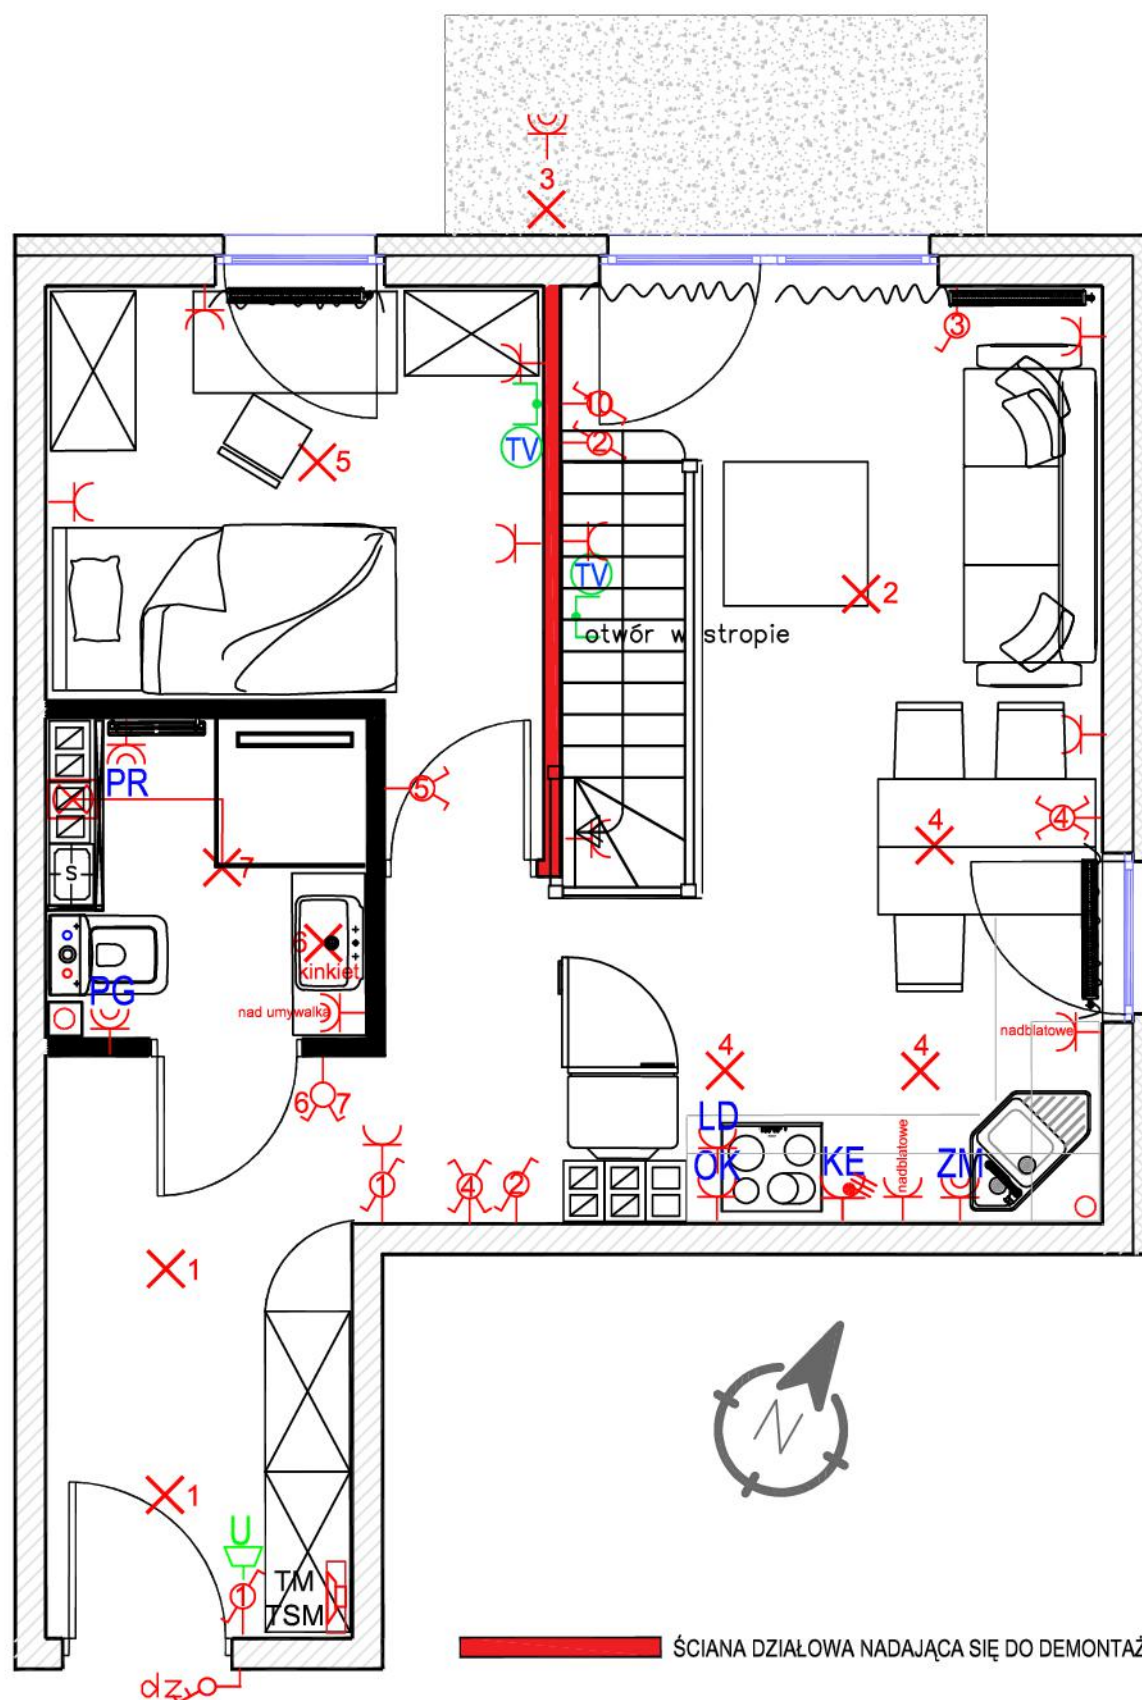 3
3
10
2
TV
5
TV
2
otwór w stropie
PR
5
4
4
7
S
6
kinkiet
PG
nad umywalką
nadblatowe
4
4
6 7
LD
OK
KE
nadblatowe
ZM
1
4
2
1
N
1
U
1
TM
TSM
ŚCIANA DZIAŁOWA NADAJĄCA SIĘ DO DEMONTAŻ
dz